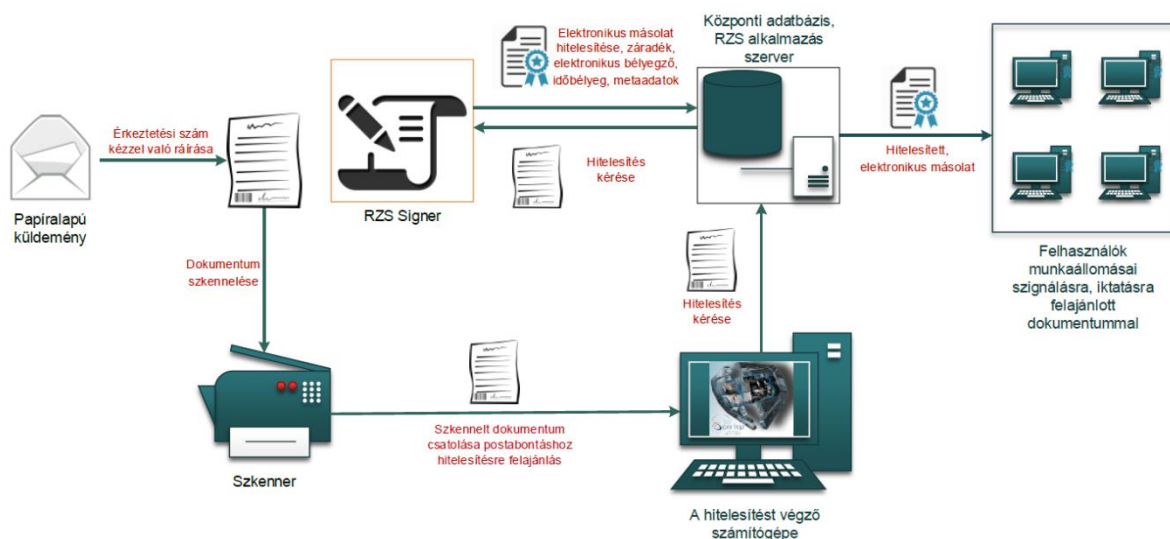 Központi adatbázis,
RZS alkalmazás
szerver
Elektronikus másolat
hitelesítése, záradék,
elektronikus bélyegző,
időbélyeg, metaadatok
Érkeztetési szám
kézzel való ráírása
Hitelesítés
kérése
Hitelesített,
elektronikus másolat
Papíralapú
küldemény
RZS Signer
Dokumentum
szkennelése
Hitelesítés
kérése
Felhasználók
munkaállomásai
szignálásra, iktatásra
felajánlott
dokumentummal
Szkennelt dokumentum
csatolása postabontáshoz
hitelesítésre felajánlás
Szkenner
A hitelesítést végző
számítógépe